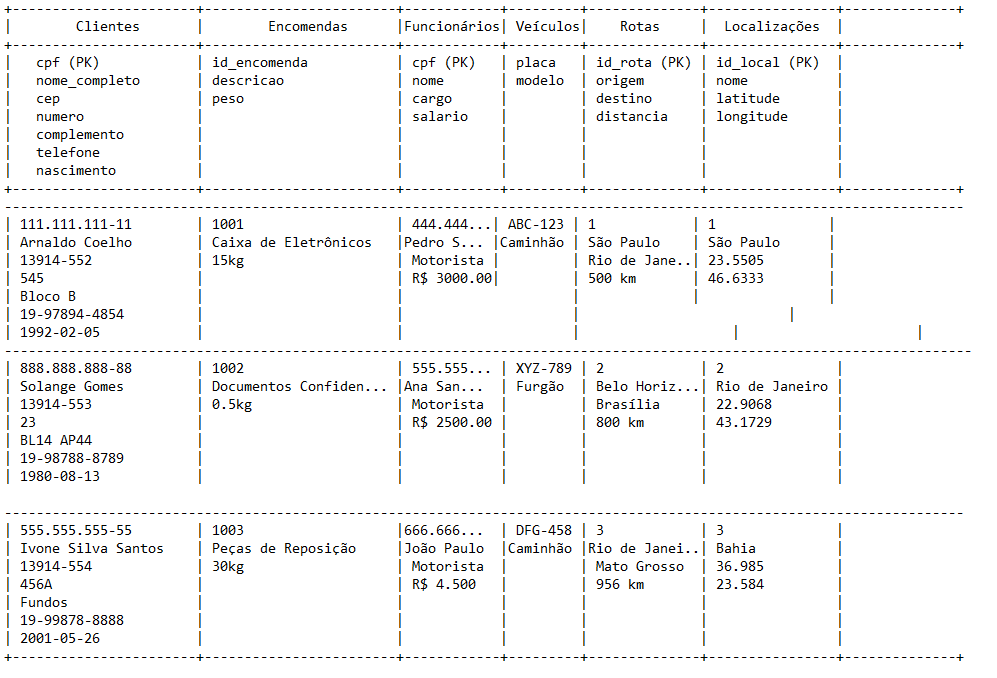 Clientes | Encomendas |Funcionários| Veículos| Rotas | Localizações |
cpf (PK) | id_encomenda | cpf (PK) | placa | id_rota (PK) | id_local (PK) |
nome_completo | descricao | nome | modelo | origem | nome |
cep | peso | cargo | | destino | latitude |
numero | | salario | | distancia | longitude |
complemento
telefone
nascimento
111.111.111-11 | 1001 | 444.444...| ABC-123 | 1 | 1 |
Arnaldo Coelho | Caixa de Eletrônicos |Pedro S... |Caminhão | São Paulo | São Paulo |
13914-552 | 15kg | Motorista | | Rio de Jane..| 23.5505 |
545 | | R$ 3000.00| | 500 km | 46.6333 |
Bloco B
19-97894-4854
1992-02-05
888.888.888-88 | 1002 | 555.555... | XYZ-789 | 2 | 2 |
Solange Gomes | Documentos Confiden... |Ana San... | Furgão | Belo Horiz...| Rio de Janeiro |
13914-553 | 0.5kg | Motorista | | Brasília | 22.9068 |
23 | | R$ 2500.00 | | 800 km | 43.1729 |
BL14 AP44
19-98788-8789
1980-08-13
555.555.555-55 | 1003 |666.666... | DFG-458 | 3 | 3 |
Ivone Silva Santos | Peças de Reposição |João Paulo |Caminhão |Rio de Janei..| Bahia |
13914-554 | 30kg | Motorista | | Mato Grosso | 36.985 |
456A | | R$ 4.500 | | 956 km | 23.584 |
Fundos
19-99878-8888
2001-05-26